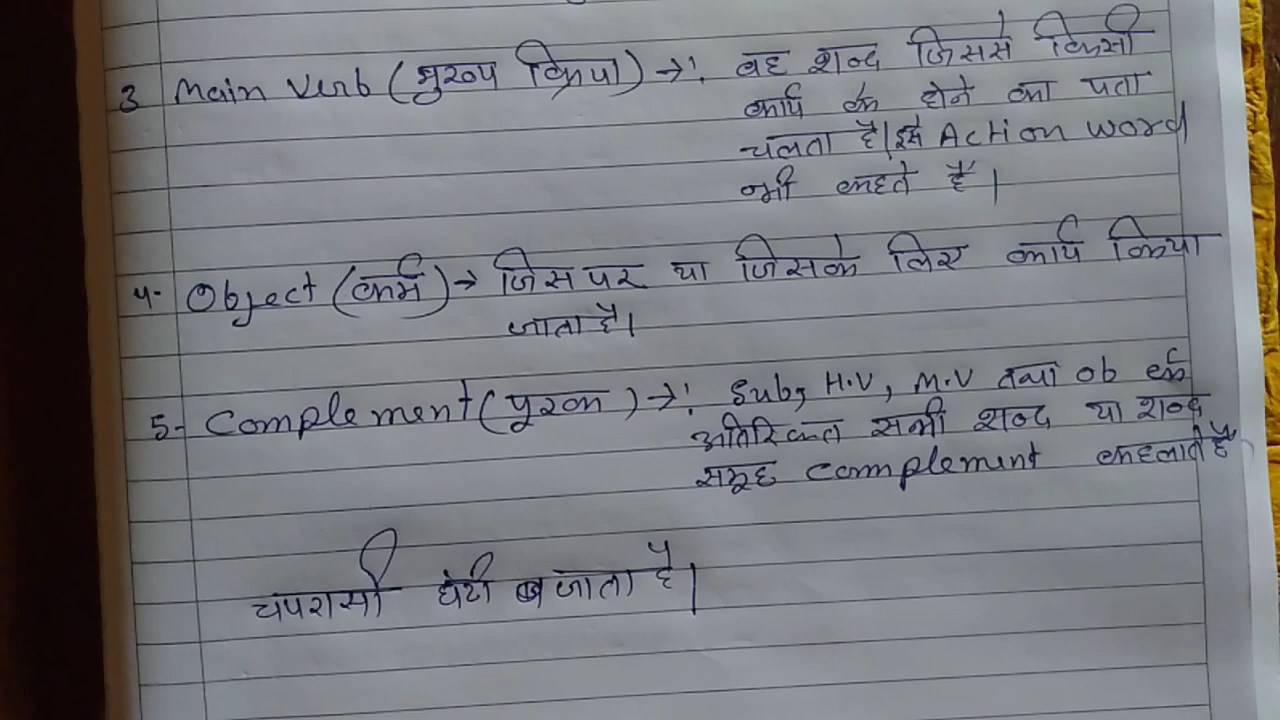 3 Main Verb (मुख्य क्रिया) →: वह शब्द जिससे किसी
कार्य के होने का पता
चलता है। इसे Action word
भी कहते हैं।
4- Object (कर्म) → जिस पर या जिसके लिए कार्य किया
जाता है।
5- Complement (पूरक) →: Sub, H.V, M.V तथा ob के
अतिरिक्त सभी शब्द या शब्द
समूह complement कहलाते है
चपरासी घंटी बजाता है।